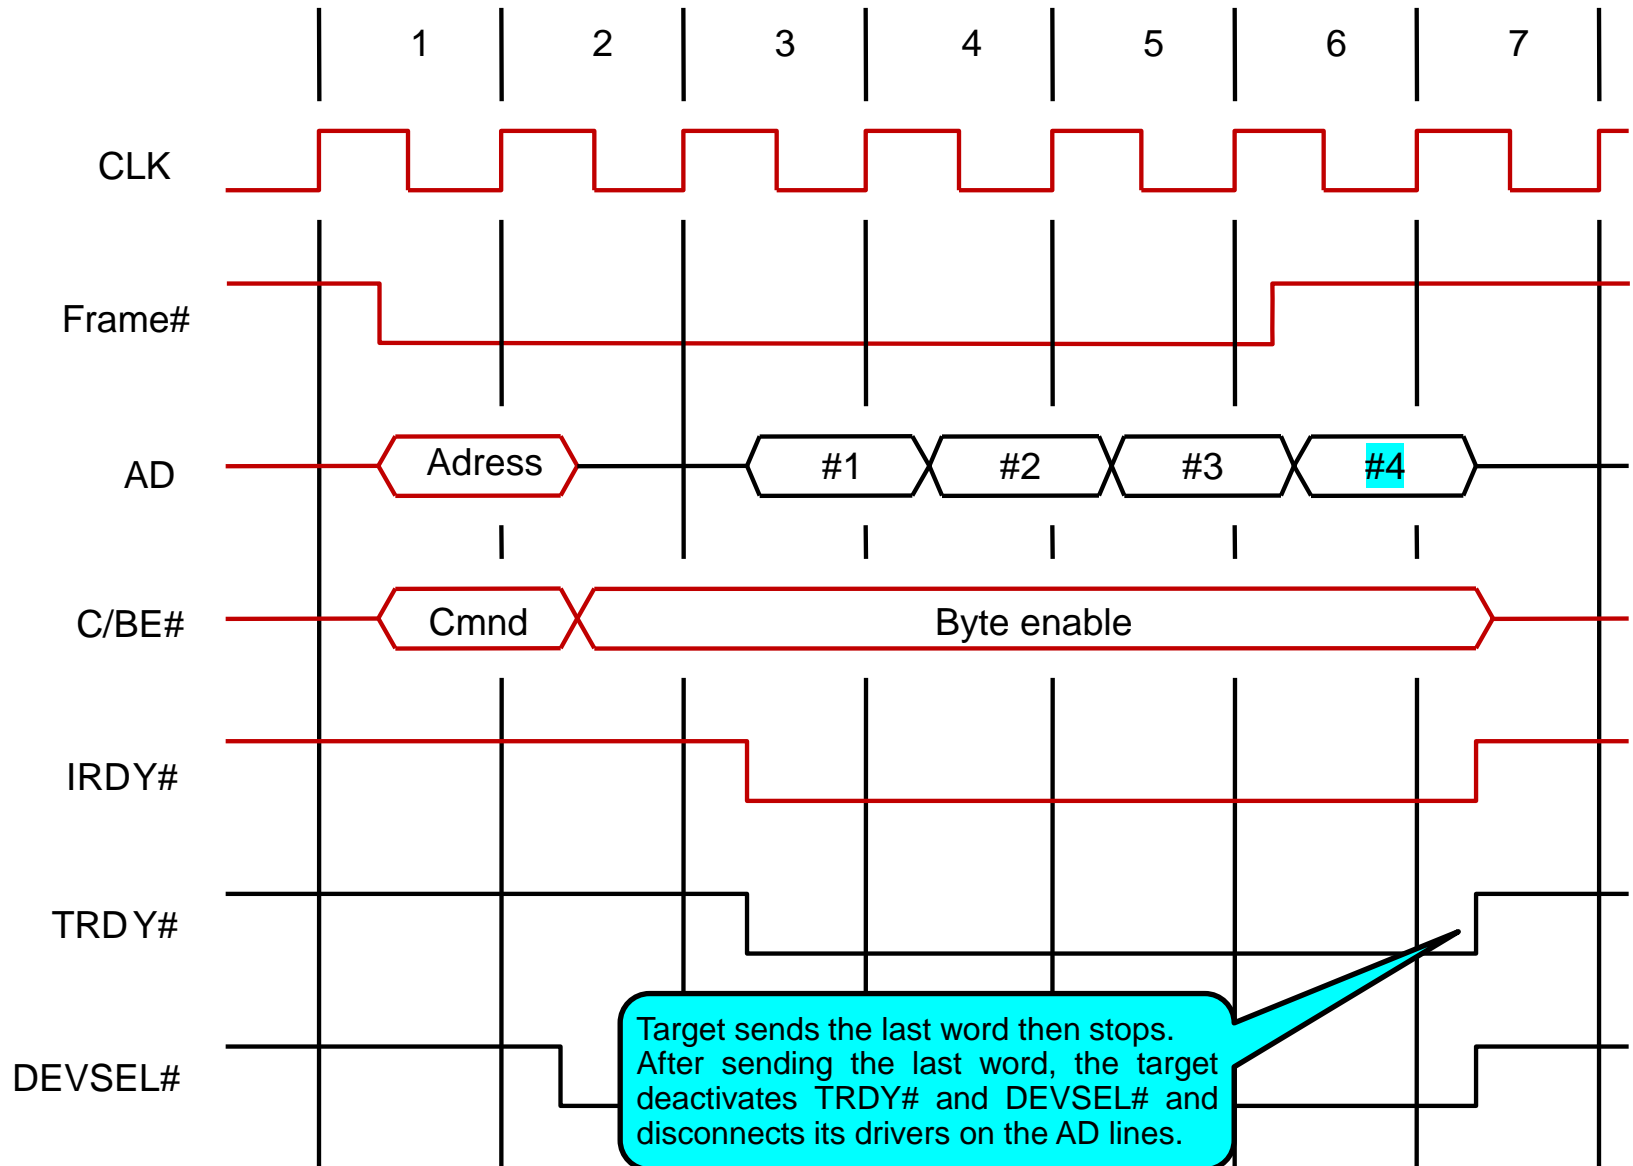 1 2 3 4 5 6 7
CLK
Frame#
AD Adress #1 #2 #3 #4
C/BE# Cmnd Byte enable
IRDY#
TRDY#
DEVSEL#
Target sends the last word then stops.
After sending the last word, the target
deactivates TRDY# and DEVSEL# and
disconnects its drivers on the AD lines.